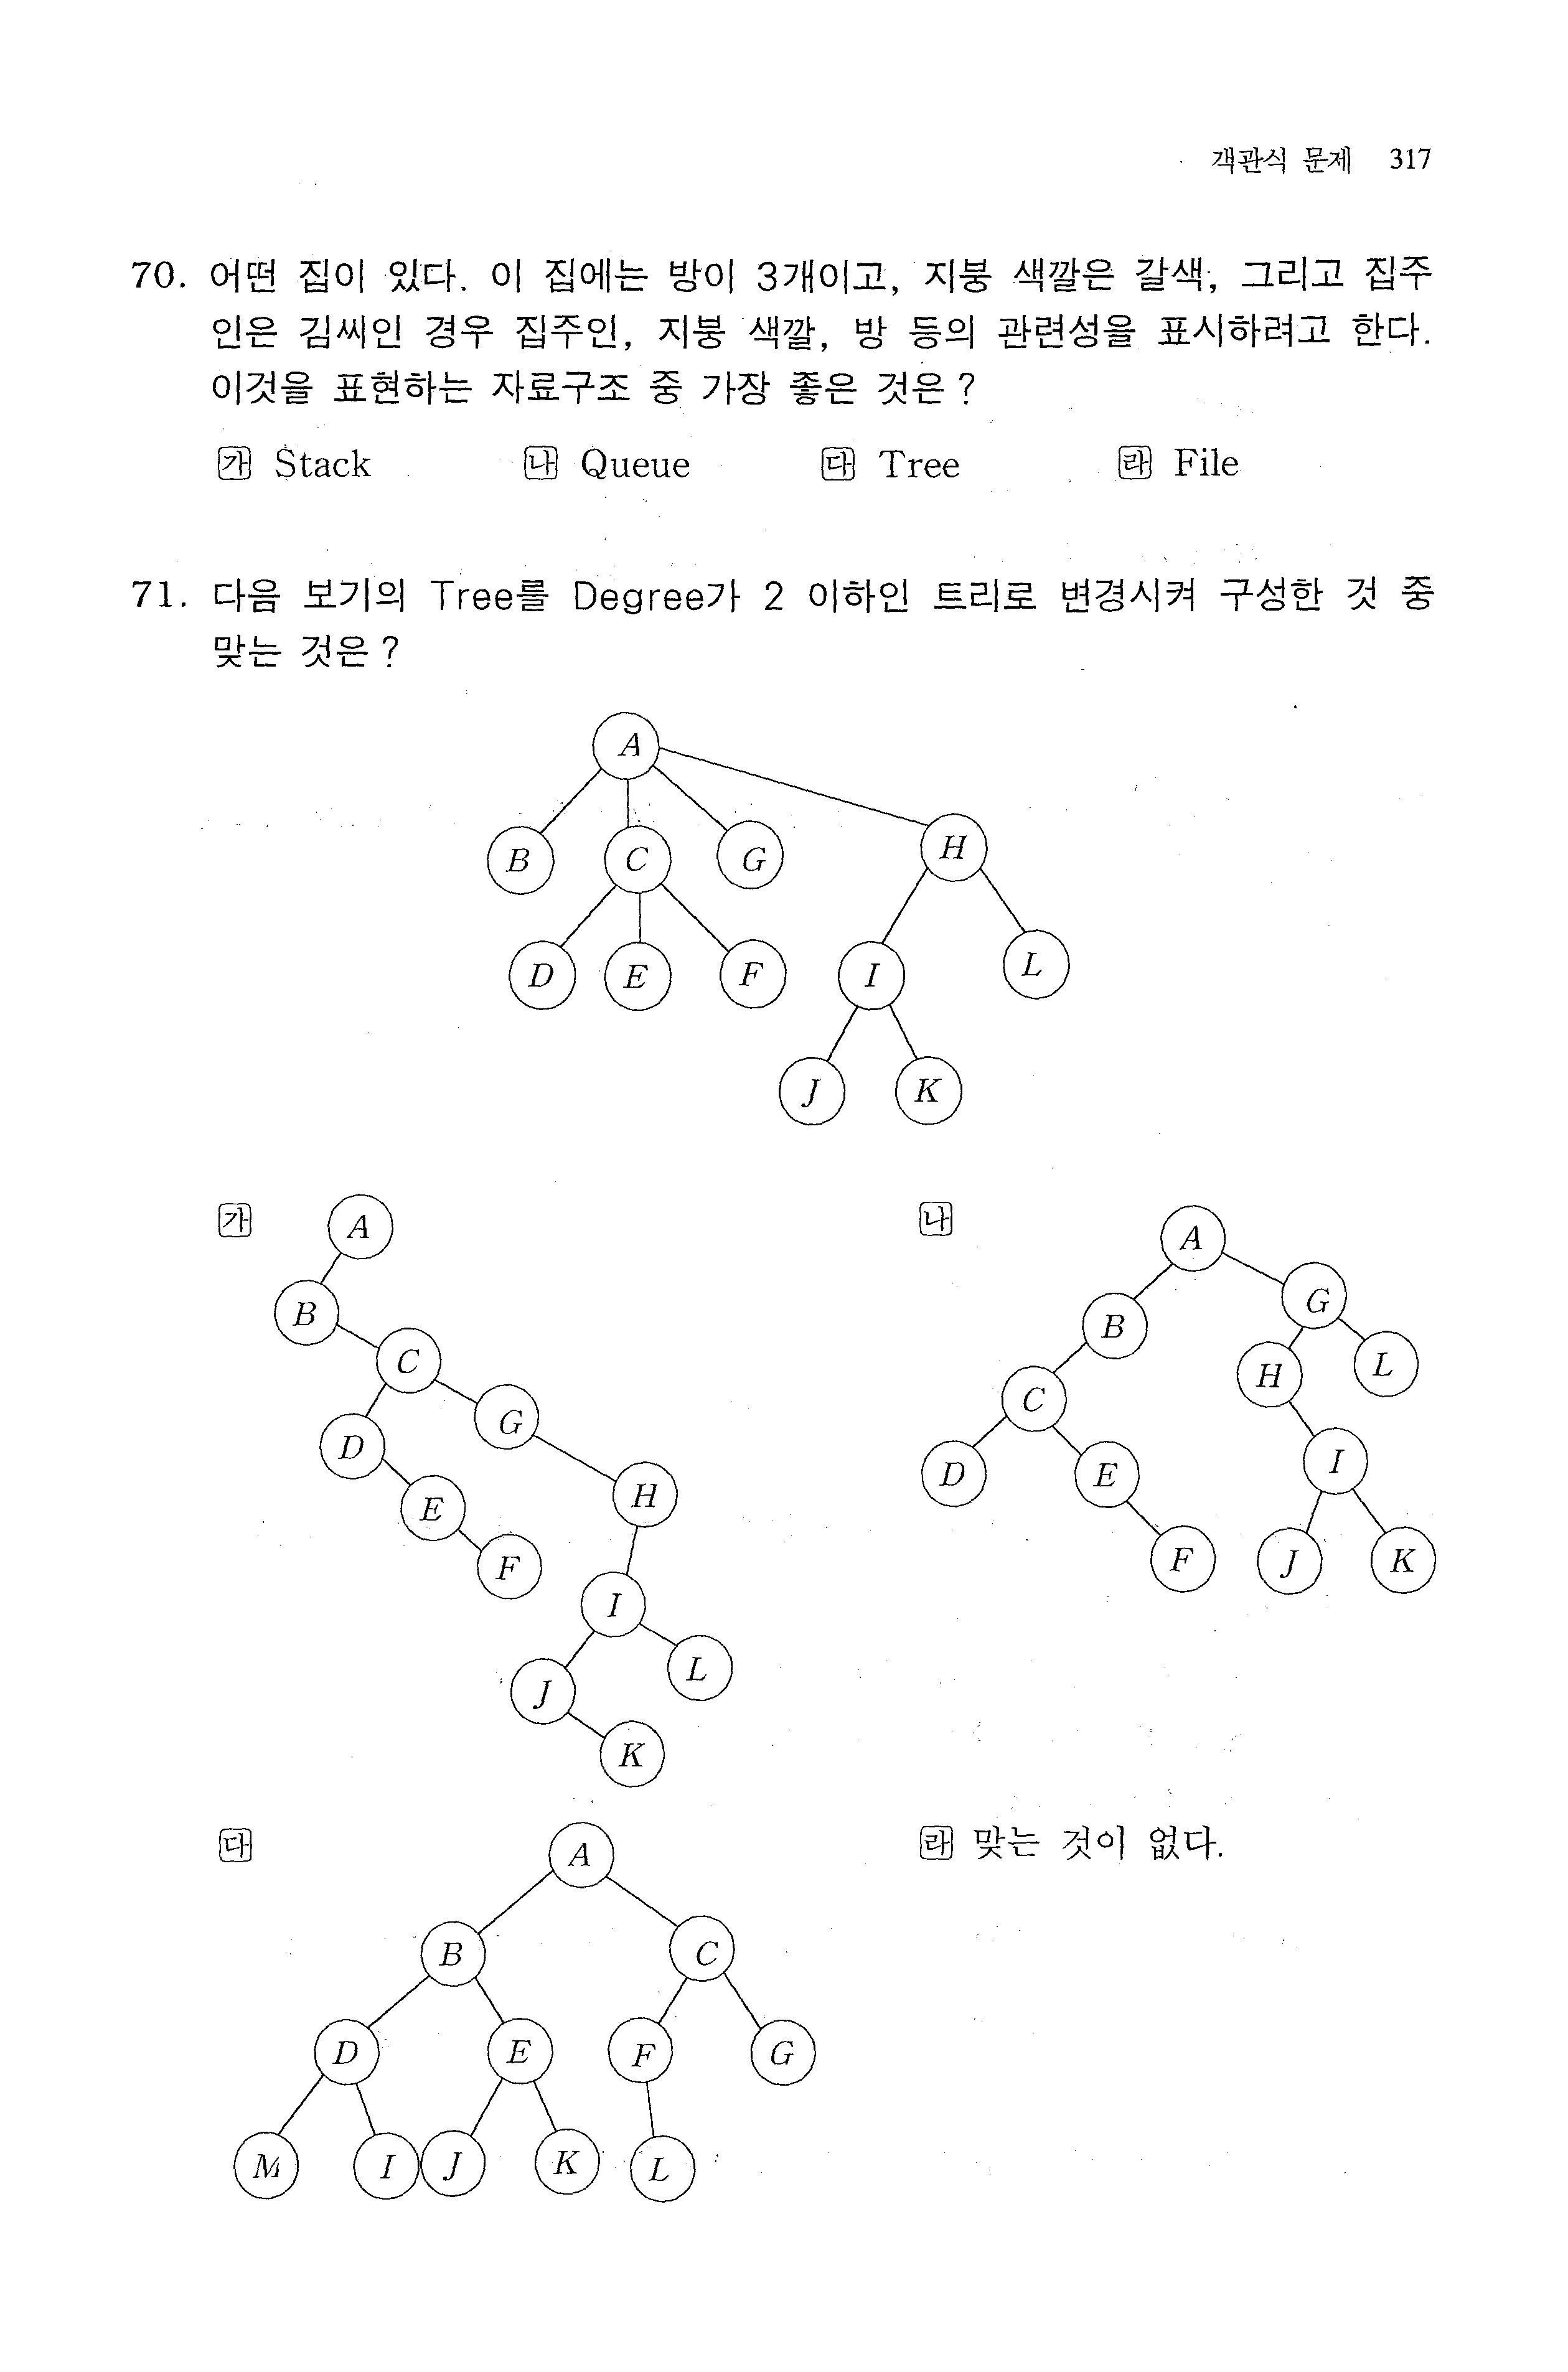 객관식 문제 317
70. 어떤 집이 있다. 이 집에는 방이 3개이고, 지붕 색깔은 갈색, 그리고 집주
인은 김씨인 경우 집주인, 지붕 색깔, 방 등의 관련성을 표시하려고 한다.
이것을 표현하는 자료구조 중 가장 좋은 것은?
가 Stack 나 Queue 다 Tree 라 File
71. 다음 보기의 Tree를 Degree가 2 이하인 트리로 변경시켜 구성한 것 중
맞는 것은?
A
B C G H
D E F I L
J K
가
A
B
C
D G
E H
F
I
J L
K
나
A
B G
C H L
D E I
F J K
다
A
B C
D E F G
M I J K L
라 맞는 것이 없다.